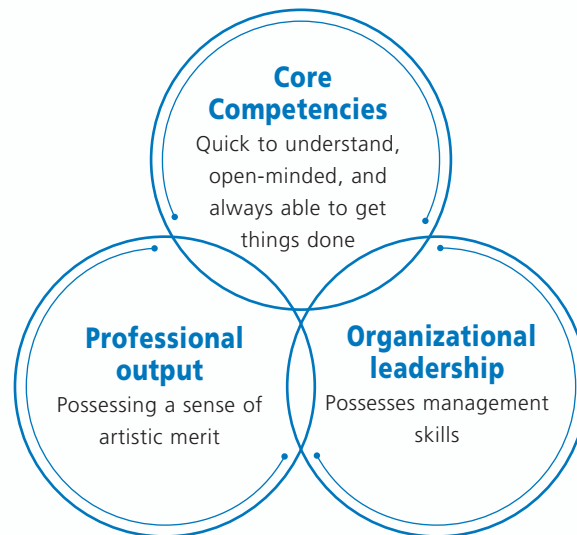 Core
Competencies
Quick to understand,
open-minded, and
always able to get
things done
Professional
output
Possessing a sense of
artistic merit
Organizational
leadership
Possesses management
skills